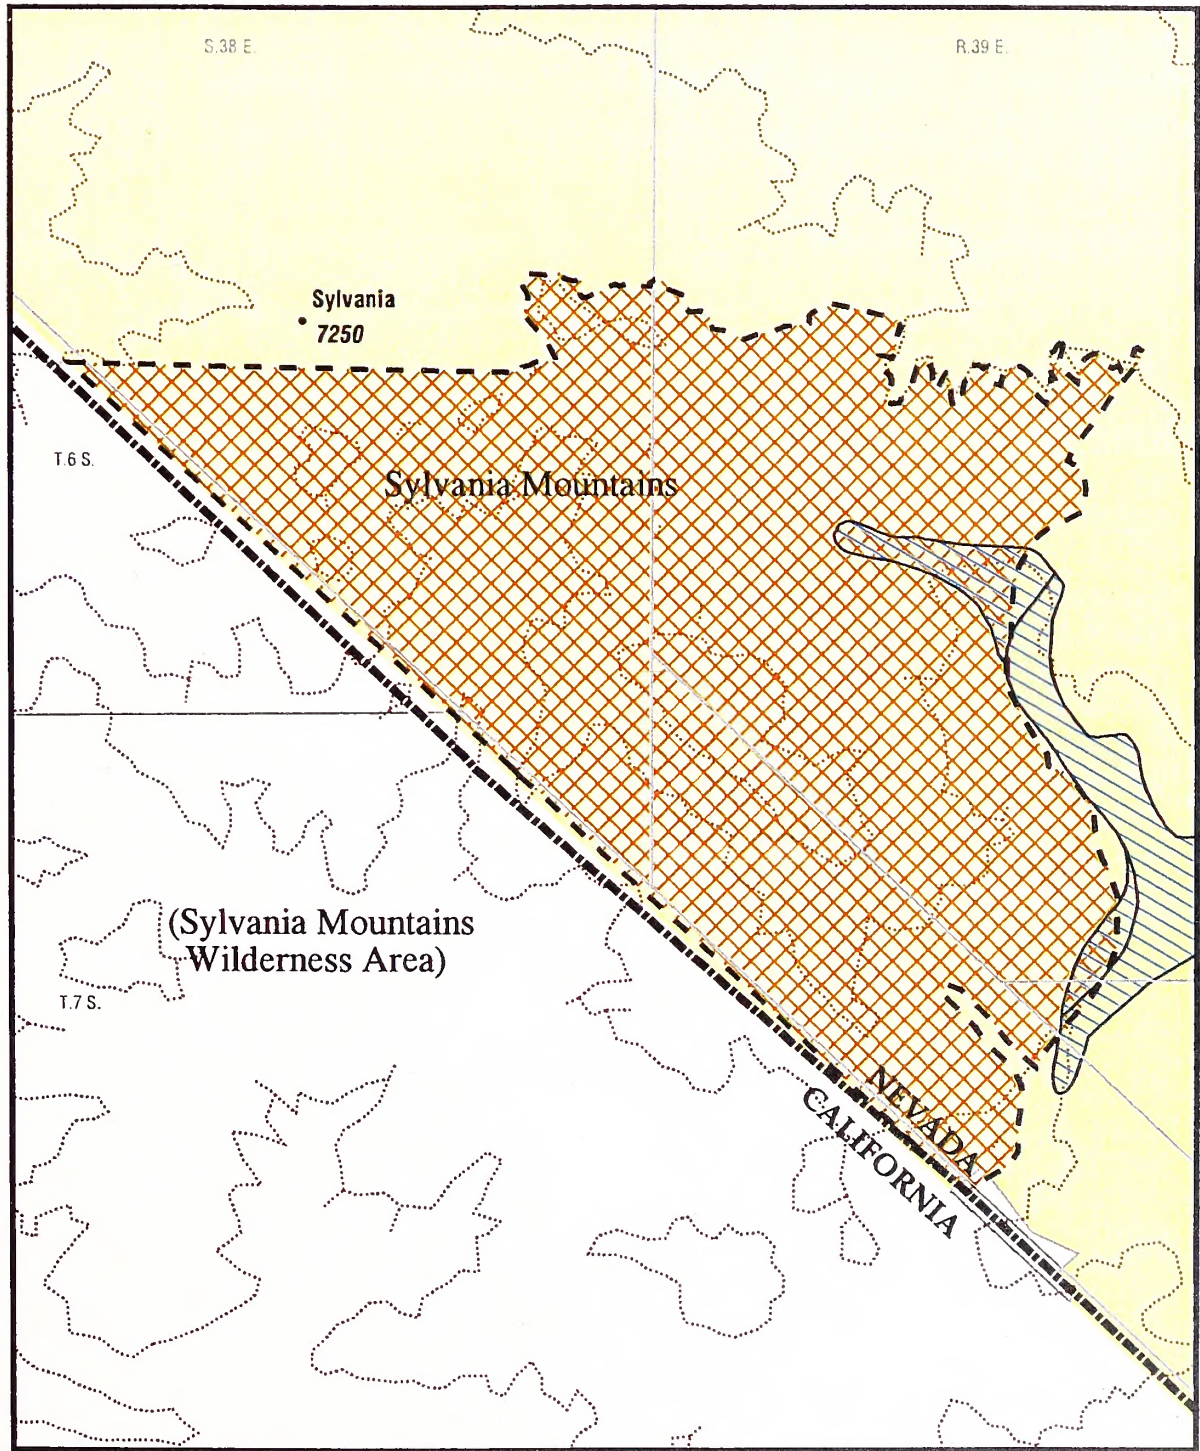 S.38 E.
R.39 E.
Sylvania
7250
T.6 S.
Sylvania Mountains
(Sylvania Mountains
Wilderness Area)
T.7 S.
NEVADA
CALIFORNIA